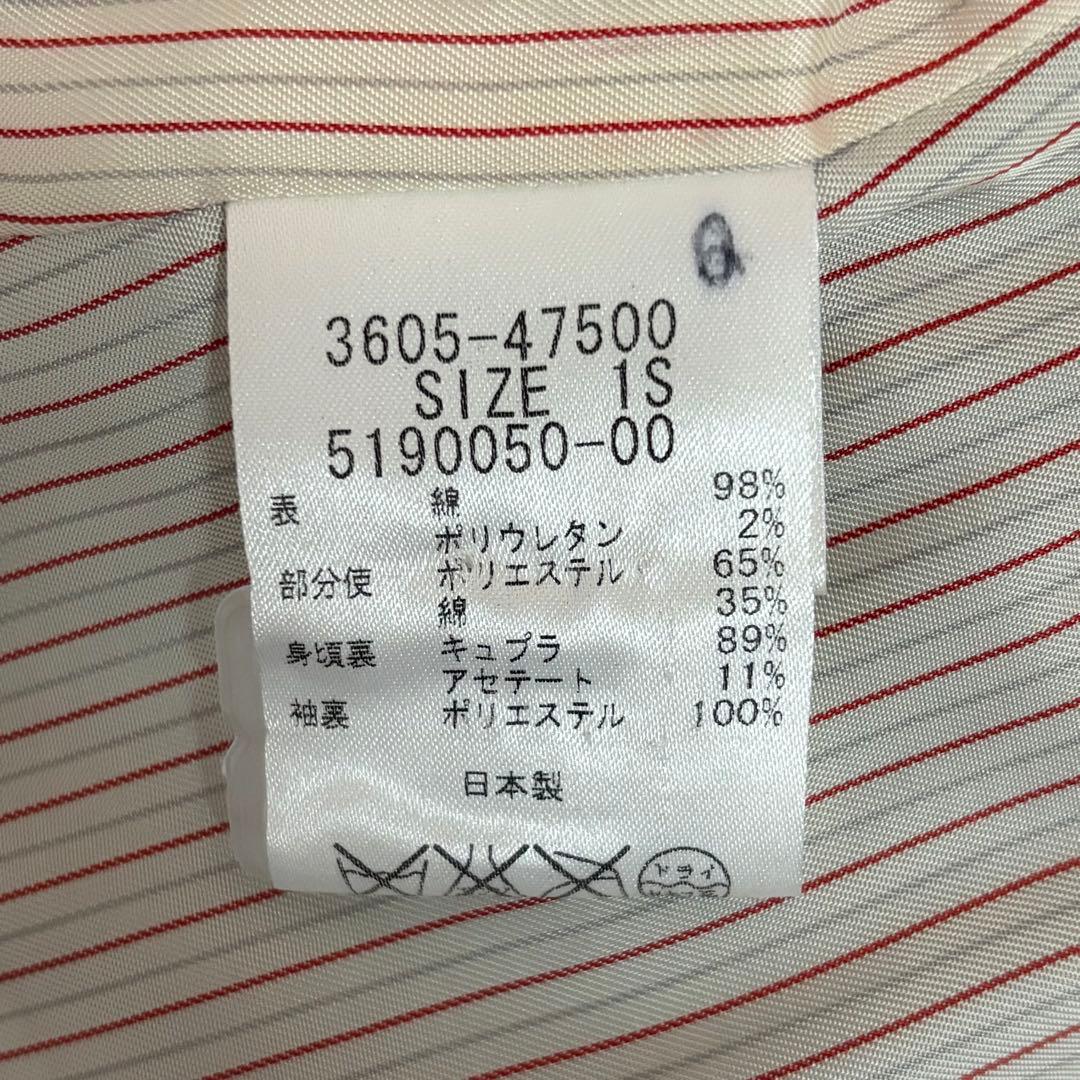 3605-47500
SIZE 1S
5190050-00
表 綿 98%
ポリウレタン 2%
部分使 ポリエステル 65%
綿 35%
身頃裏 キュプラ 89%
アセテート 11%
袖裏 ポリエステル 100%
日本製
ドライ